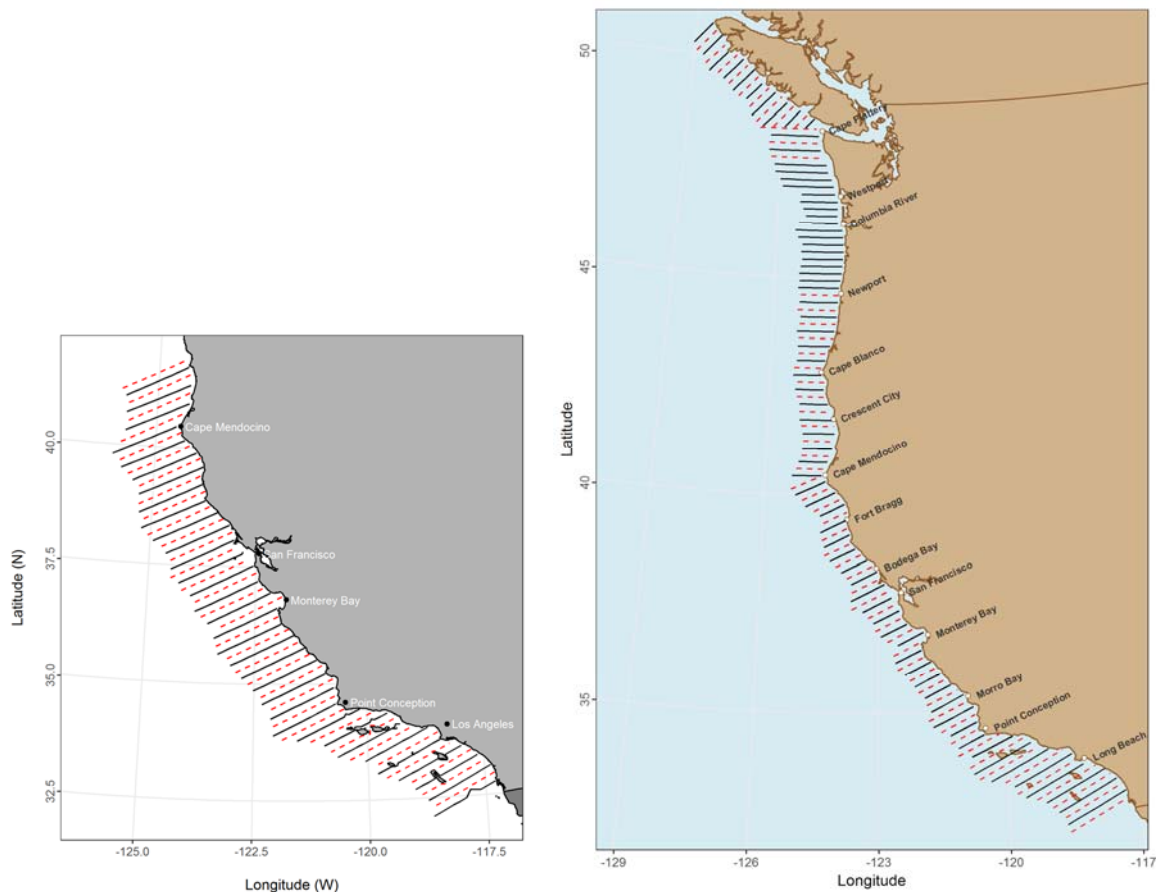 40.0
37.5
35.0
32.5
Latitude (N)
Cape Mendocino
San Francisco
Monterey Bay
Point Conception
Los Angeles
-125.0
-122.5
-120.0
-117.5
Longitude (W)
50
45
40
35
Latitude
Cape Flattery
Westport
Columbia River
Newport
Cape Blanco
Crescent City
Cape Mendocino
Fort Bragg
Bodega Bay
San Francisco
Monterey Bay
Morro Bay
Point Conception
Long Beach
-129
-126
-123
-120
-117
Longitude